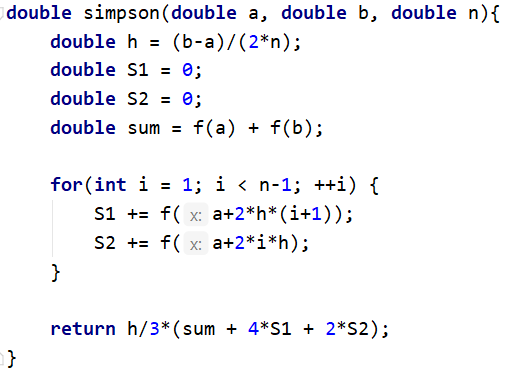 double simpson(double a, double b, double n){
double h = (b-a)/(2*n);
double S1 = 0;
double S2 = 0;
double sum = f(a) + f(b);
for(int i = 1; i < n-1; ++i) {
S1 += f( x: a+2*h*(i+1));
S2 += f( x: a+2*i*h);
}
return h/3*(sum + 4*S1 + 2*S2);
}